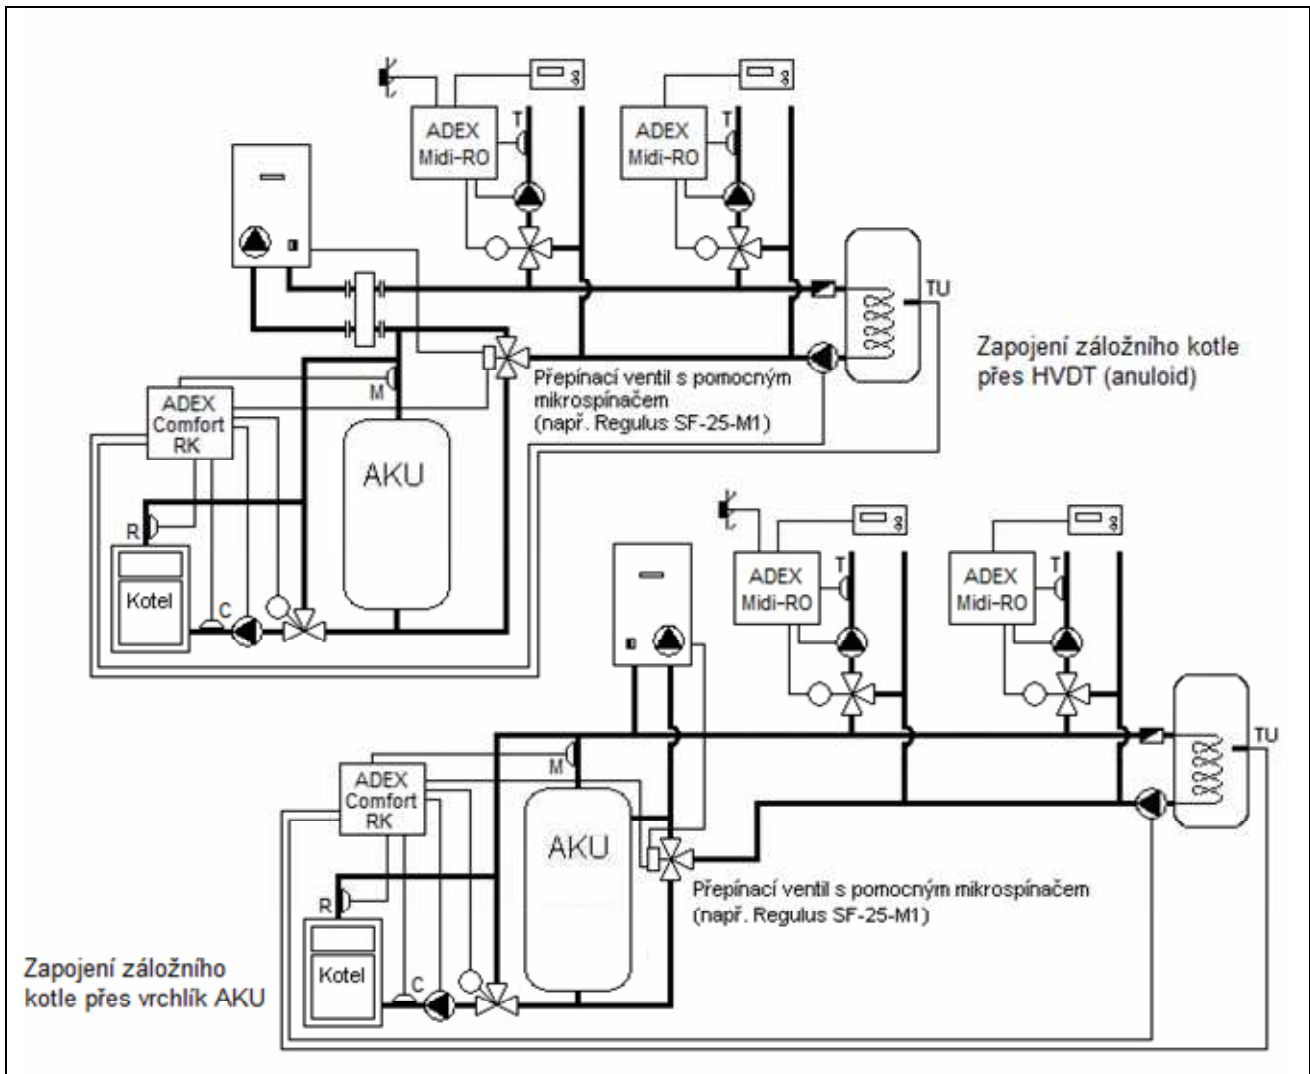 T
ADEX
Midi-RO
T
ADEX
Midi-RO
TU
Zapojení záložního kotle
přes HVDT (anuloid)
Přepínací ventil s pomocným
mikrospínačem
(např. Regulus SF-25-M1)
M
ADEX
Comfort
RK
AKU
R
Kotel
C
T
ADEX
Midi-RO
T
ADEX
Midi-RO
TU
M
ADEX
Comfort
RK
AKU
Přepínací ventil s pomocným mikrospínačem
(např. Regulus SF-25-M1)
R
Kotel
C
Zapojení záložního
kotle přes vrchlík AKU